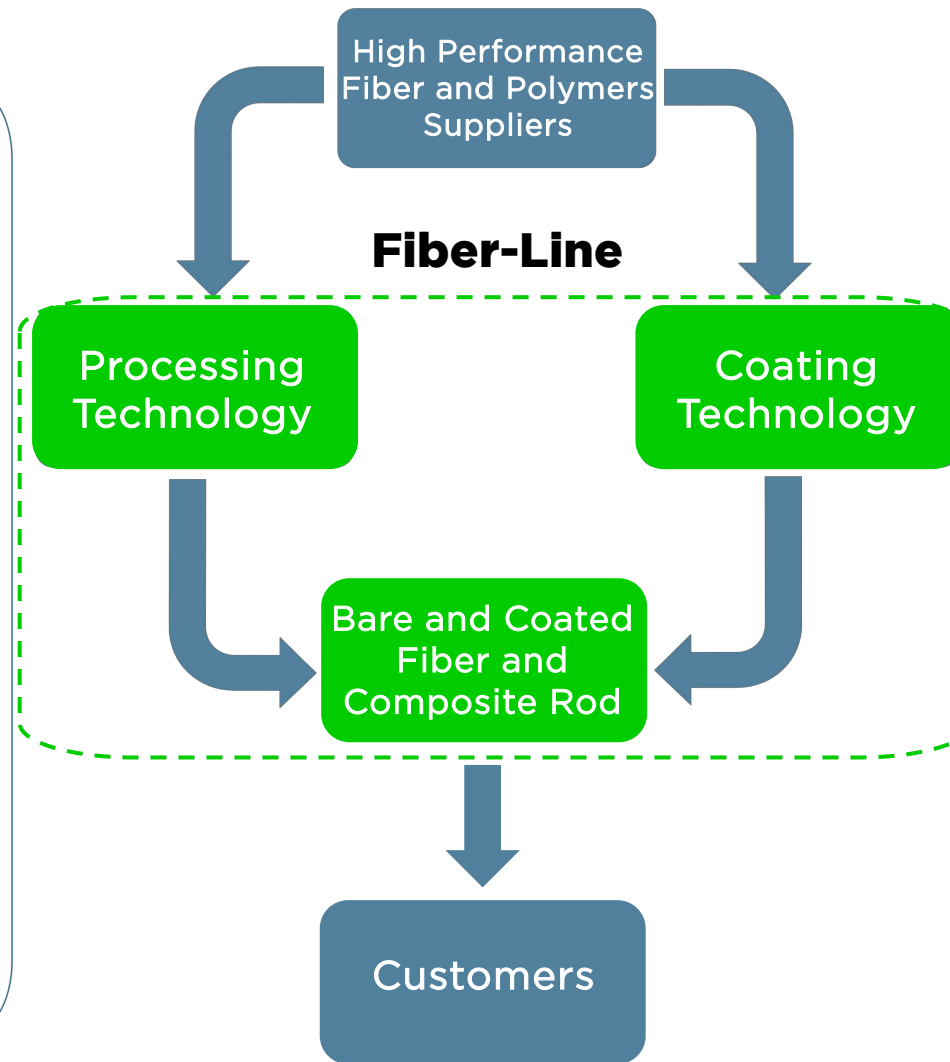 High Performance
Fiber and Polymers
Suppliers
Fiber-Line
Processing
Technology
Coating
Technology
Bare and Coated
Fiber and
Composite Rod
Customers